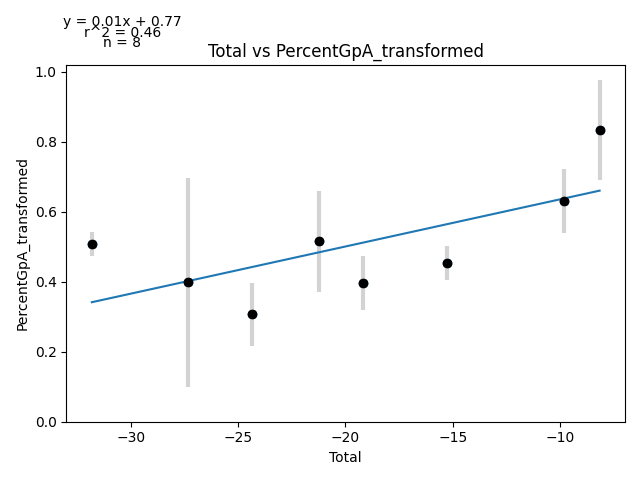 y = 0.01x + 0.77
r^2 = 0.46
n = 8
Total vs PercentGpA_transformed
PercentGpA_transformed
1.0
0.8
0.6
0.4
0.2
0.0
−30
−25
−20
−15
−10
Total